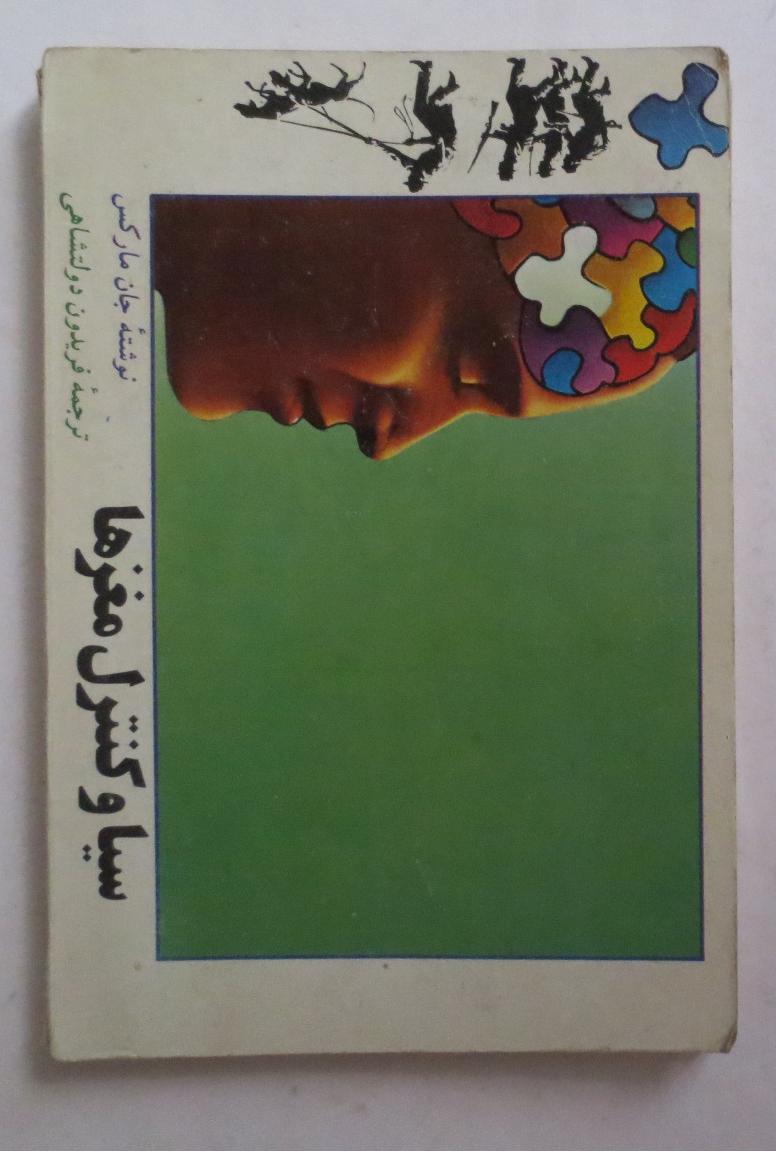 سیا و کنترل مغزها
نوشتهٔ جان مارکس
ترجمهٔ فریدون دولتشاهی